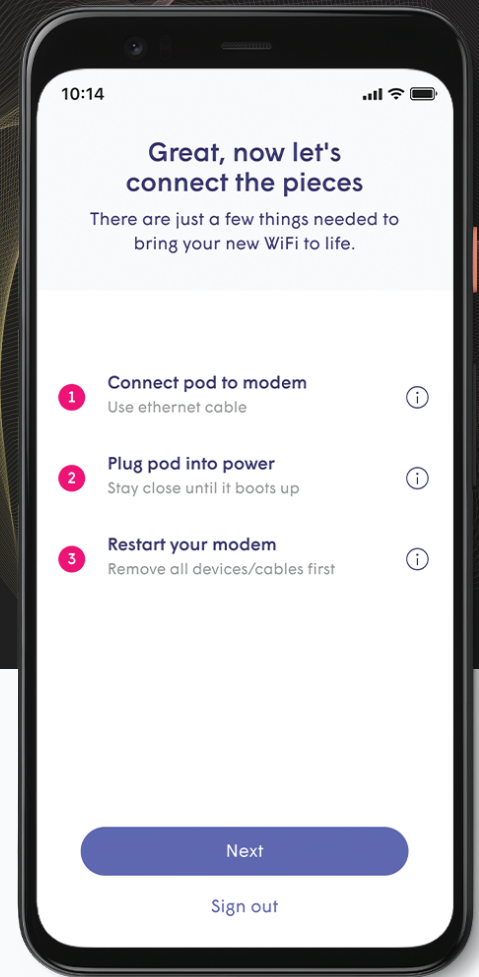 10:14
Great, now let's
connect the pieces
There are just a few things needed to
bring your new WiFi to life.
1
Connect pod to modem
Use ethernet cable
2
Plug pod into power
Stay close until it boots up
3
Restart your modem
Remove all devices/cables first
Next
Sign out